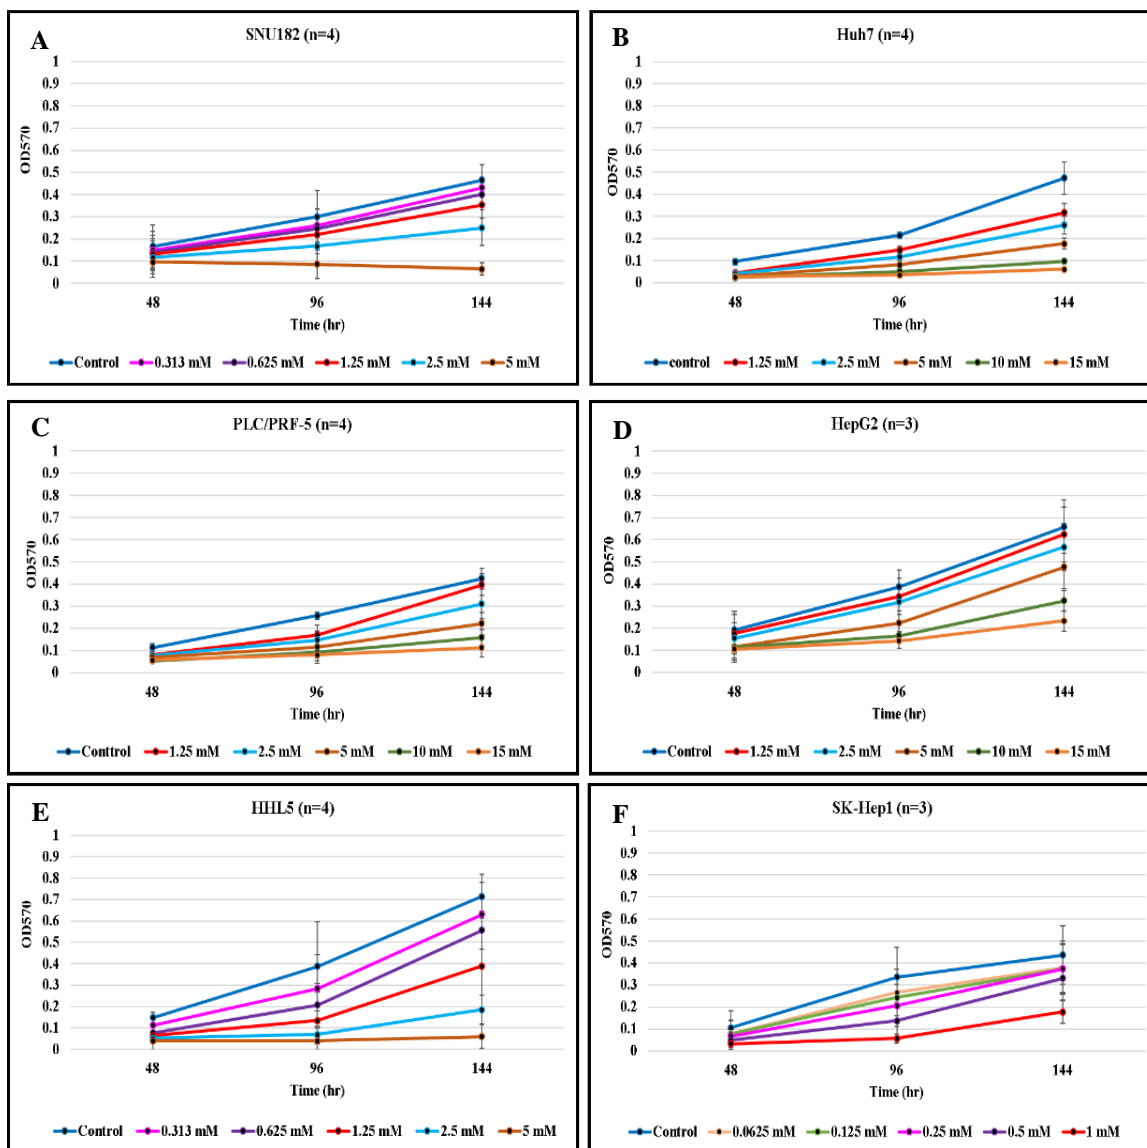 A
SNU182 (n=4)
1
0.9
0.8
0.7
0.6
0.5
0.4
0.3
0.2
0.1
0
OD570
48 96 144
Time (hr)
Control 0.313 mM 0.625 mM 1.25 mM 2.5 mM 5 mM
B
Huh7 (n=4)
1
0.9
0.8
0.7
0.6
0.5
0.4
0.3
0.2
0.1
0
OD570
48 96 144
Time (hr)
control 1.25 mM 2.5 mM 5 mM 10 mM 15 mM
C
PLC/PRF-5 (n=4)
1
0.9
0.8
0.7
0.6
0.5
0.4
0.3
0.2
0.1
0
OD570
48 96 144
Time (hr)
Conttrol 1.25 mM 2.5 mM 5 mM 10 mM 15 mM
D
HepG2 (n=3)
1
0.9
0.8
0.7
0.6
0.5
0.4
0.3
0.2
0.1
0
OD570
48 96 144
Time (hr)
Control 1.25 mM 2.5 mM 5 mM 10 mM 15 mM
E
HHL5 (n=4)
1
0.9
0.8
0.7
0.6
0.5
0.4
0.3
0.2
0.1
0
OD570
48 96 144
Time (hr)
Control 0.313 mM 0.625 mM 1.25 mM 2.5 mM 5 mM
F
SK-Hep1 (n=3)
1
0.9
0.8
0.7
0.6
0.5
0.4
0.3
0.2
0.1
0
OD570
48 96 144
Time (hr)
Control 0.0625 mM 0.125 mM 0.25 mM 0.5 mM 1 mM